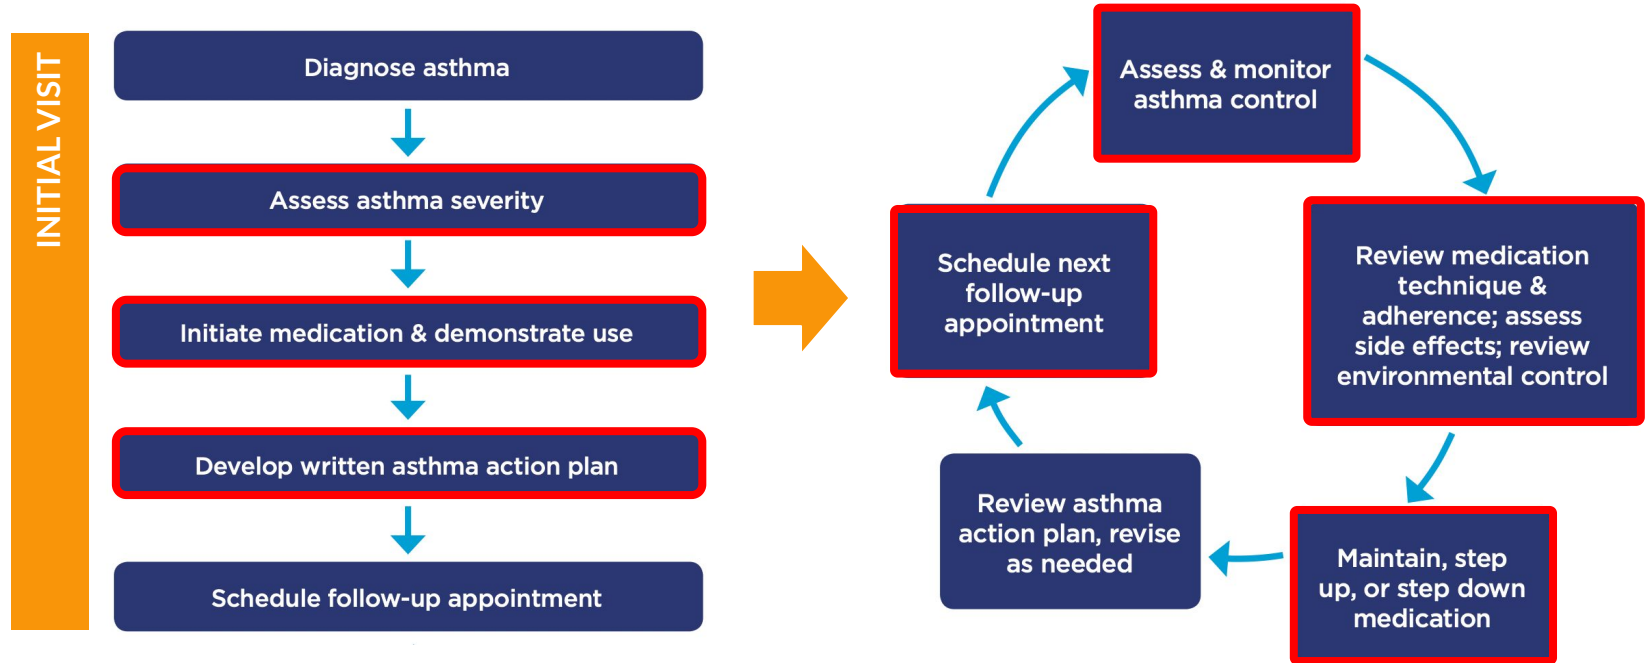 INITIAL VISIT
Diagnose asthma
Assess asthma severity
Initiate medication & demonstrate use
Develop written asthma action plan
Schedule follow-up appointment
Assess & monitor
asthma control
Review medication
technique &
adherence; assess
side effects; review
environmental control
Maintain, step
up, or step down
medication
Review asthma
action plan, revise
as needed
Schedule next
follow-up
appointment